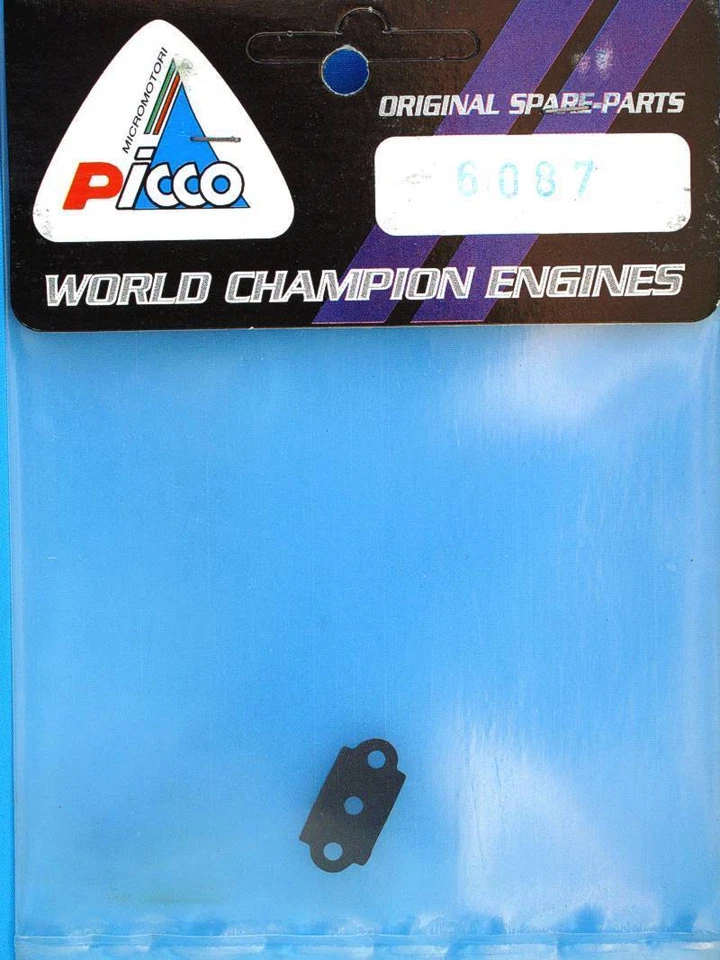 MICROMOTORI
Picco
ORIGINAL SPARE-PARTS
6087
WORLD CHAMPION ENGINES